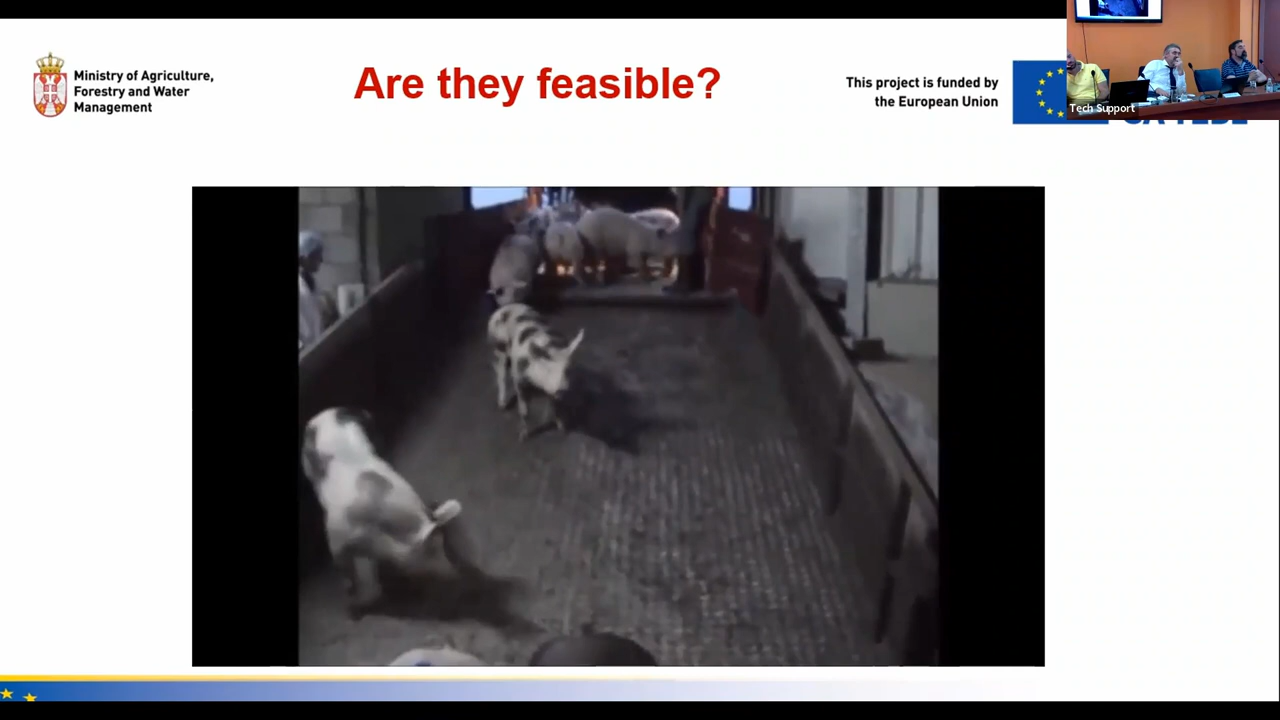 Ministry of Agriculture,
Forestry and Water
Management
Are they feasible?
This project is funded by
the European Union
Tech Support